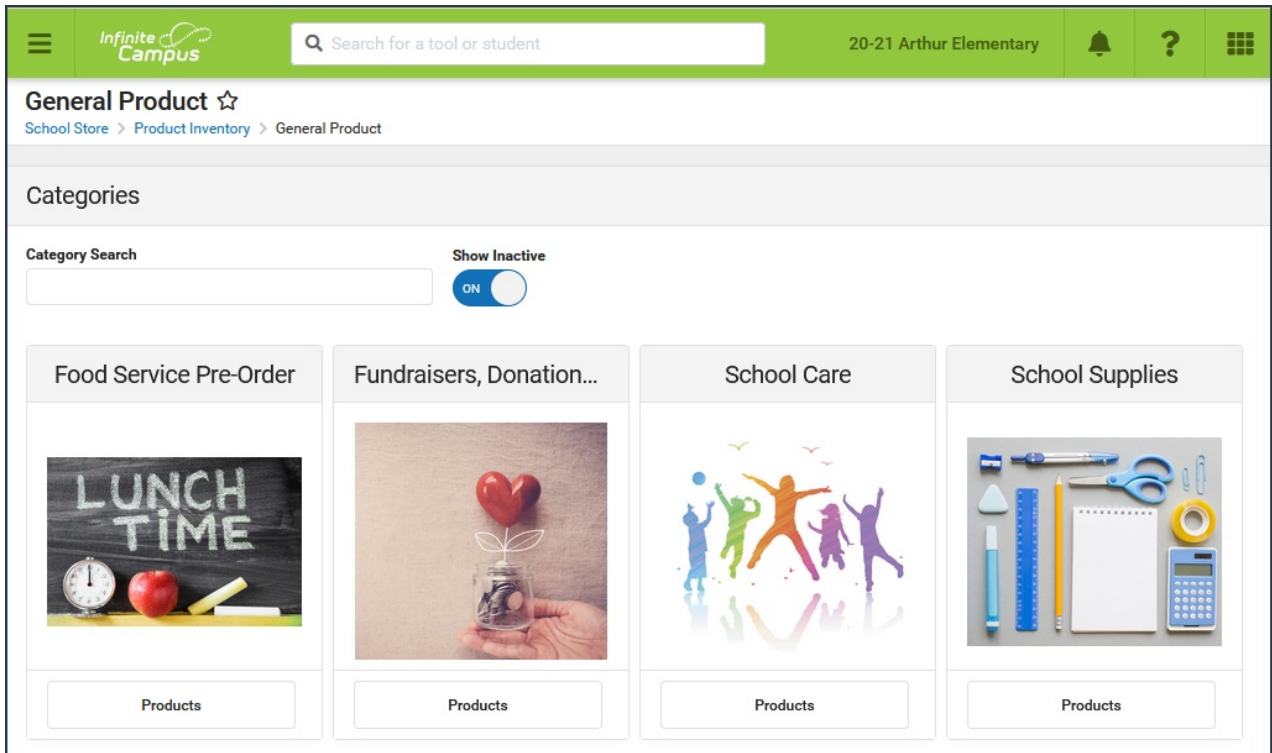 Infinite
Campus
Search for a tool or student
20-21 Arthur Elementary
?
General Product
School Store > Product Inventory > General Product
Categories
Category Search
Show Inactive
ON
Food Service Pre-Order
Fundraisers, Donation...
School Care
School Supplies
LUNCH
TIME
Products
Products
Products
Products